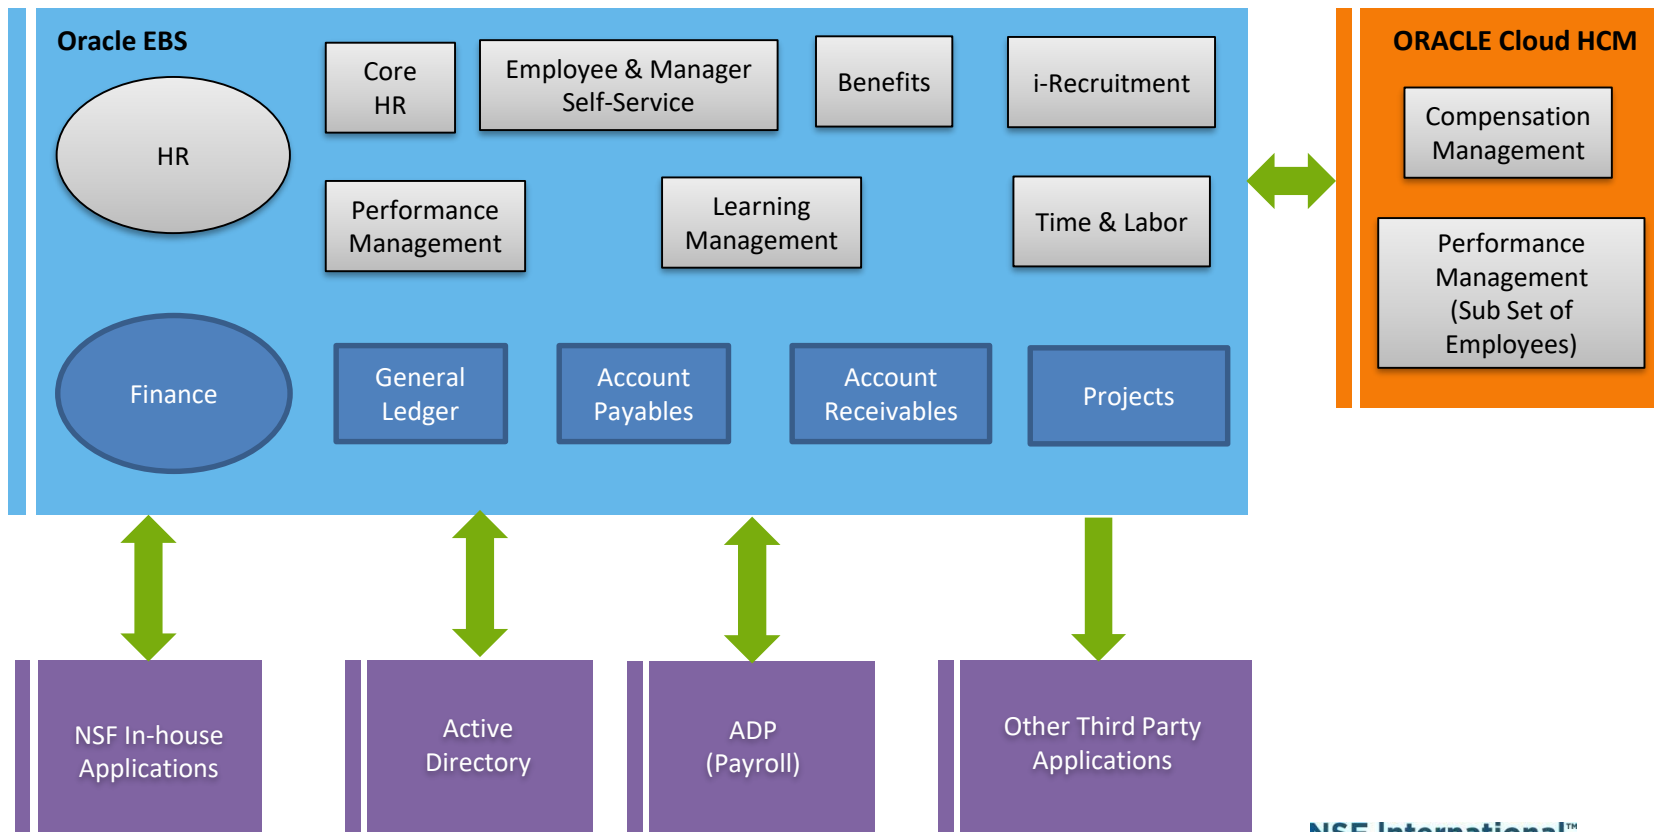 Oracle EBS
ORACLE Cloud HCM
HR
Core
HR
Employee & Manager
Self-Service
Benefits
i-Recruitment
Performance
Management
Learning
Management
Time & Labor
Compensation
Management
Performance
Management
(Sub Set of
Employees)
Finance
General
Ledger
Account
Payables
Account
Receivables
Projects
NSF In-house
Applications
Active
Directory
ADP
(Payroll)
Other Third Party
Applications
NSF International™